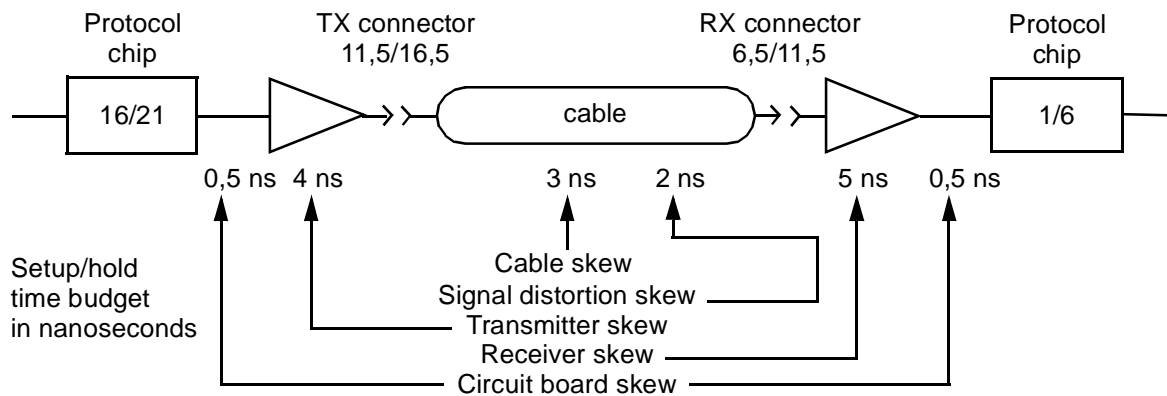 Protocol
chip
TX connector
11,5/16,5
RX connector
6,5/11,5
Protocol
chip
16/21
cable
1/6
0,5 ns
4 ns
3 ns
2 ns
5 ns
0,5 ns
Setup/hold
time budget
in nanoseconds
Cable skew
Signal distortion skew
Transmitter skew
Receiver skew
Circuit board skew